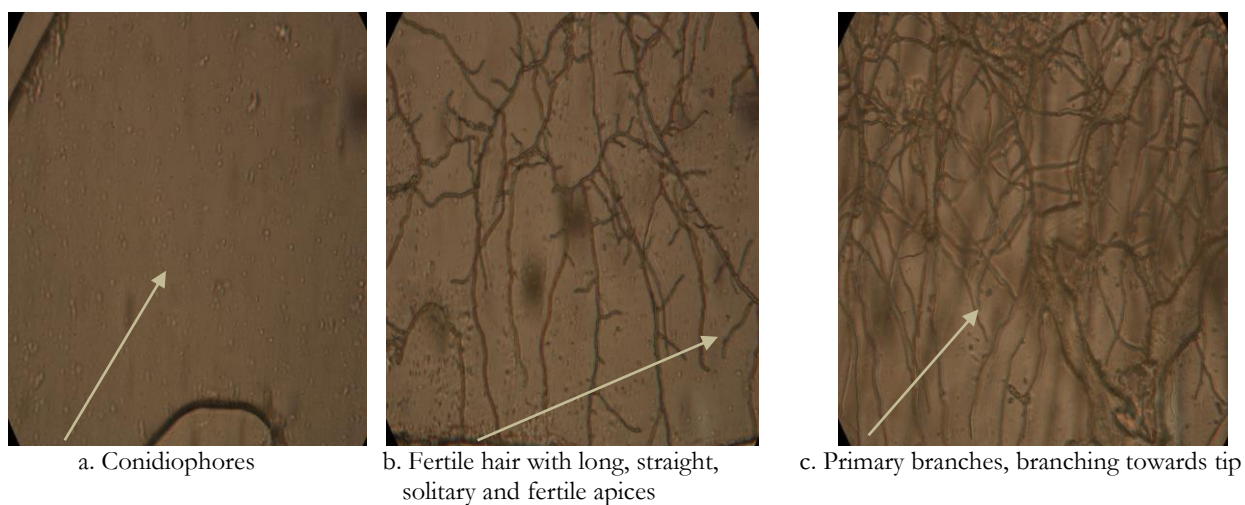 a. Conidiophores
b. Fertile hair with long, straight,
solitary and fertile apices
c. Primary branches, branching towards tip